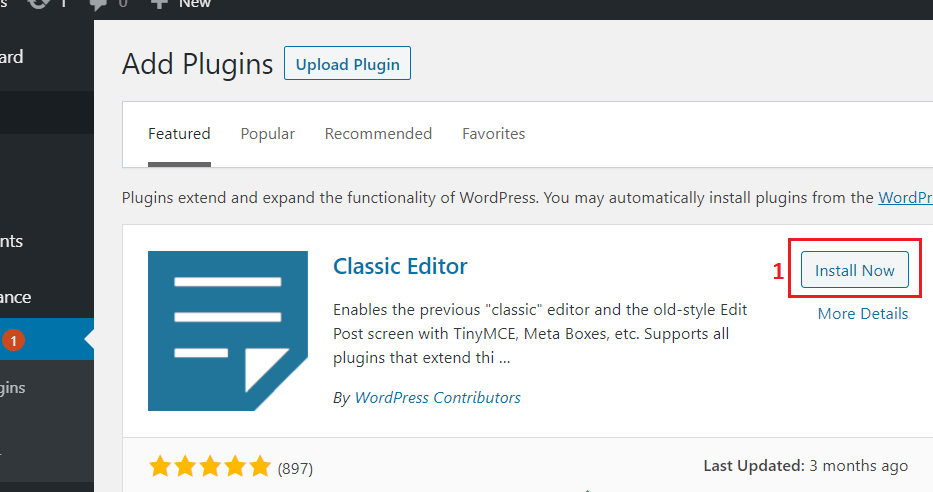 s 1 0 New
ard
Add Plugins Upload Plugin
Featured Popular Recommended Favorites
Plugins extend and expand the functionality of WordPress. You may automatically install plugins from the WordPr
nts
ance
1
gins
Classic Editor
1 Install Now
More Details
Enables the previous "classic" editor and the old-style Edit
Post screen with TinyMCE, Meta Boxes, etc. Supports all
plugins that extend thi ...
By WordPress Contributors
(897)
Last Updated: 3 months ago